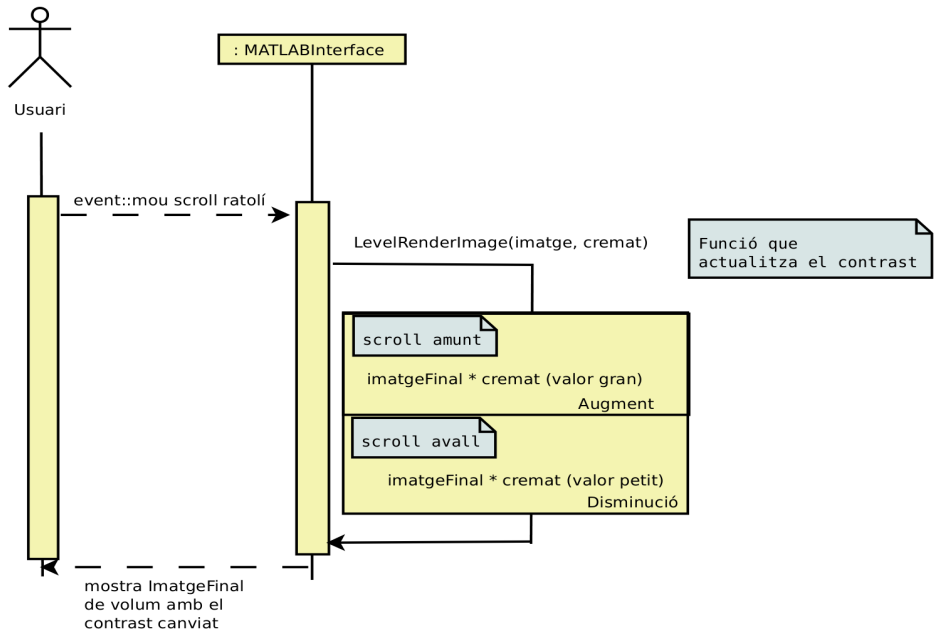 : MATLABInterface
Usuari
event::mou scroll ratolí
LevelRenderImage(imatge, cremat)
Funció que
actualitza el contrast
scroll amunt
imatgeFinal * cremat (valor gran)
Augment
scroll avall
imatgeFinal * cremat (valor petit)
Disminució
mostra ImatgeFinal
de volum amb el
contrast canviat